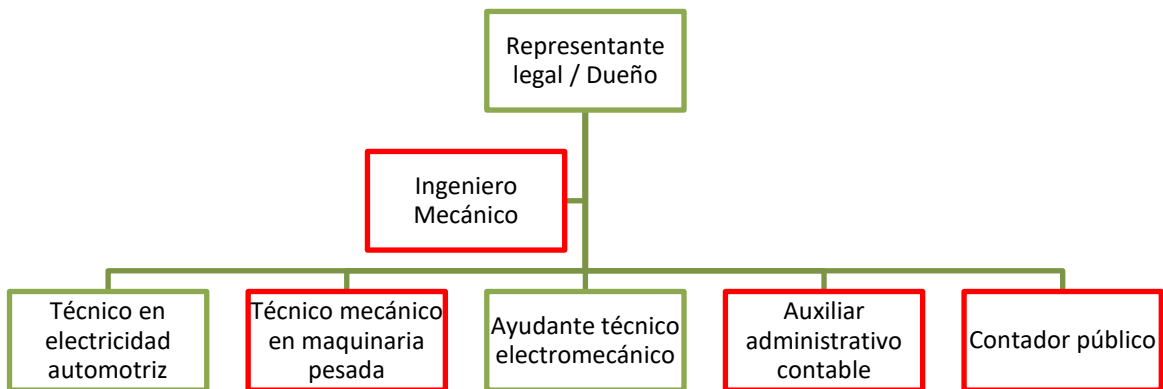 Representante
legal / Dueño
Ingeniero
Mecánico
Técnico en
electricidad
automotriz
Técnico mecánico
en maquinaria
pesada
Ayudante técnico
electromecánico
Auxiliar
administrativo
contable
Contador público